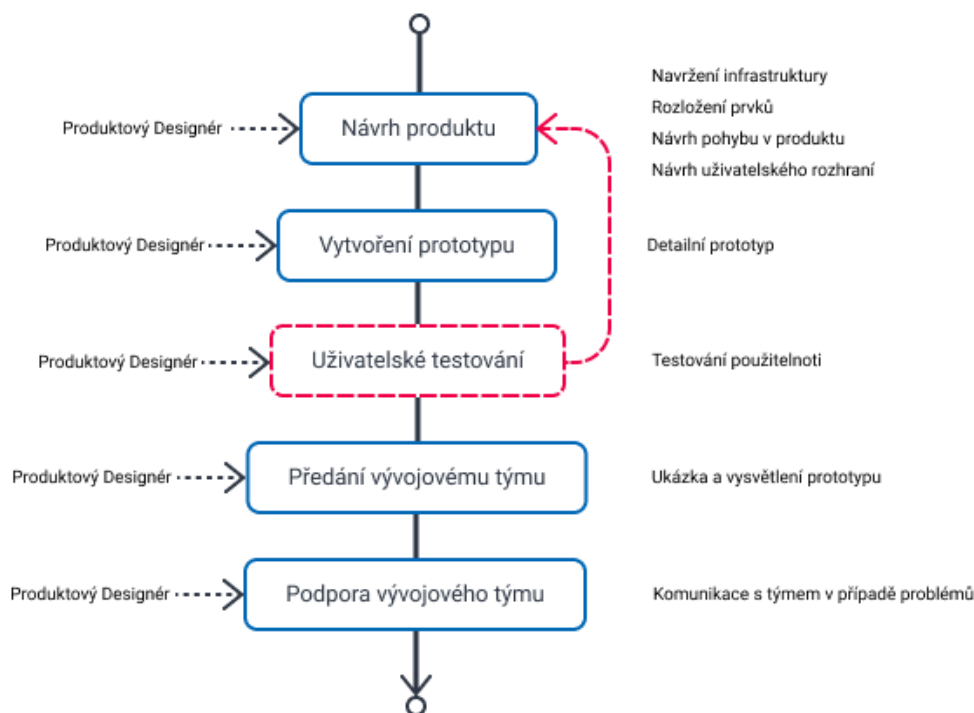 Navržení infrastruktury
Rozložení prvků
Produktový Designér
Návrh produktu
Návrh pohybu v produktu
Návrh uživatelského rozhraní
Produktový Designér
Vytvoření prototypu
Detailní prototyp
Produktový Designér
Uživatelské testování
Testování použitelnoti
Produktový Designér
Předání vývojovému týmu
Ukázka a vysvětlení prototypu
Produktový Designér
Podpora vývojového týmu
Komunikace s týmem v případě problémů